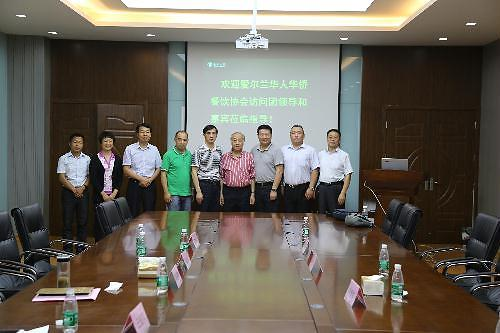 欢迎爱尔兰华人华侨
餐饮协会访问团领导和
嘉宾莅临指导！